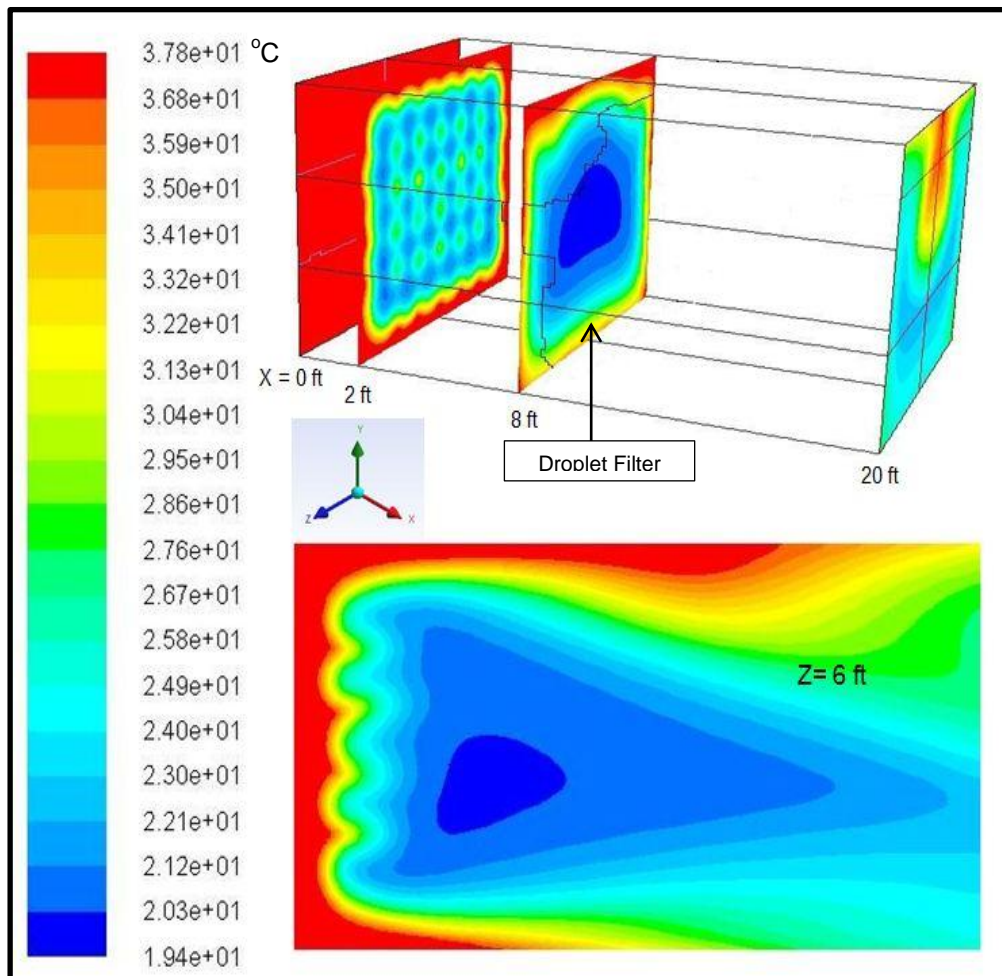 3.78e+01
°C
3.68e+01
3.59e+01
3.50e+01
3.41e+01
3.32e+01
3.22e+01
3.13e+01
3.04e+01
2.95e+01
2.86e+01
2.76e+01
2.67e+01
2.58e+01
2.49e+01
2.40e+01
2.30e+01
2.21e+01
2.12e+01
2.03e+01
1.94e+01
X = 0 ft
2 ft
8 ft
20 ft
Droplet Filter
Y
Z
X
Z= 6 ft